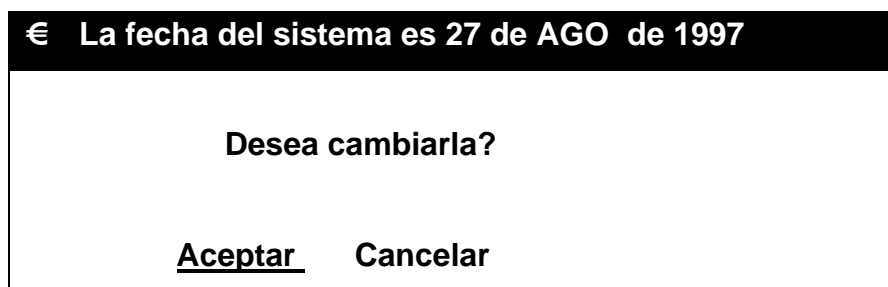 € La fecha del sistema es 27 de AGO de 1997
Desea cambiarla?
Aceptar Cancelar